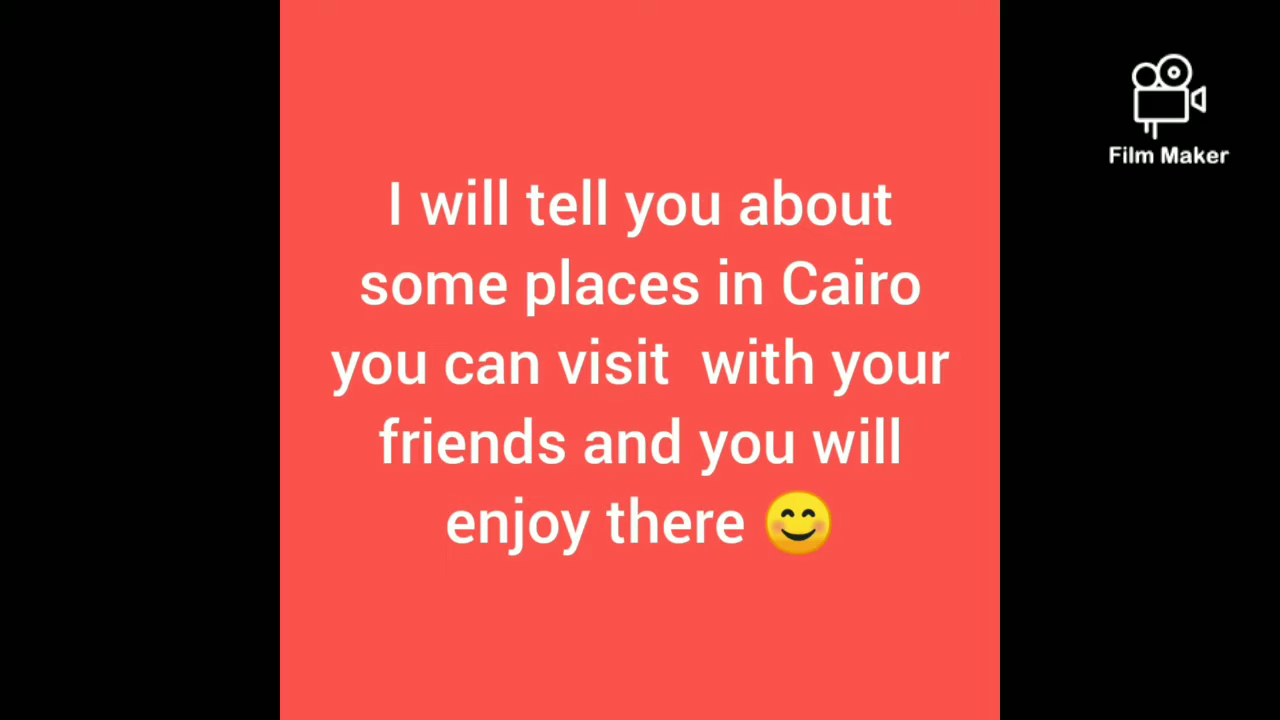 I will tell you about
some places in Cairo
you can visit  with your
friends and you will
enjoy there 😊
Film Maker